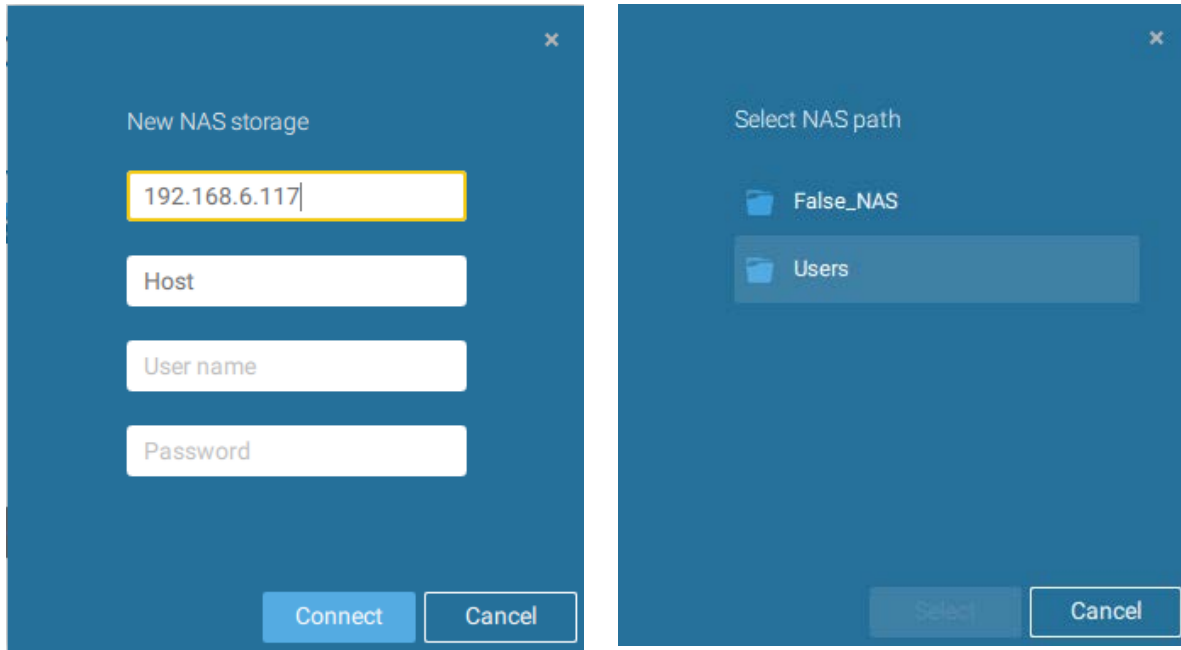 New NAS storage
192.168.6.117
Host
User name
Password
Connect
Cancel
Select NAS path
False_NAS
Users
Select
Cancel